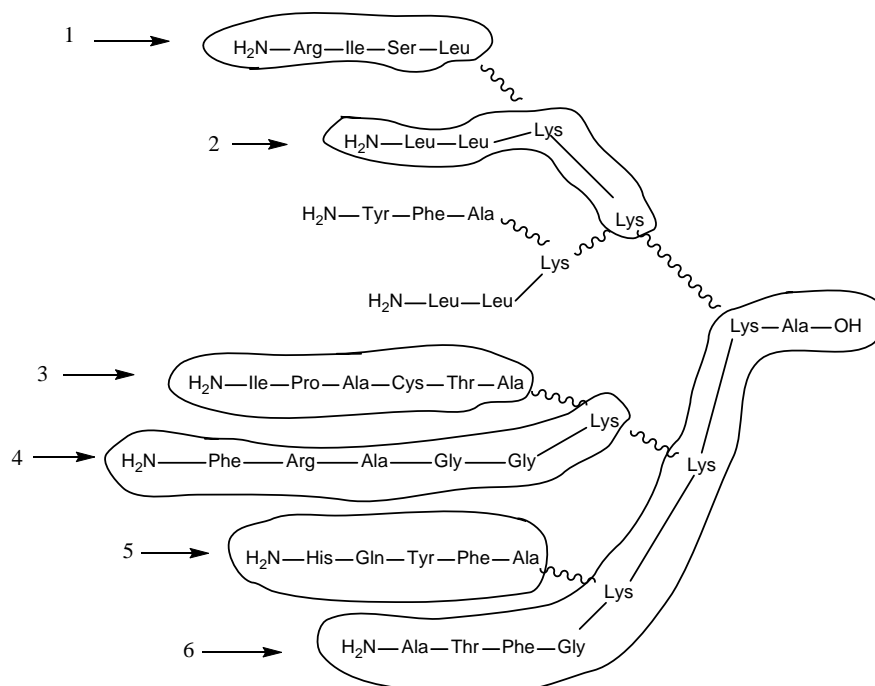 1
H₂N—Arg—Ile—Ser—Leu
2
H₂N—Leu—Leu—Lys
Lys
H₂N—Tyr—Phe—Ala
Lys
H₂N—Leu—Leu
Lys—Ala—OH
3
H₂N—Ile—Pro—Ala—Cys—Thr—Ala
Lys
4
H₂N—Phe—Arg—Ala—Gly—Gly
Lys
5
H₂N—His—Gln—Tyr—Phe—Ala
Lys
6
H₂N—Ala—Thr—Phe—Gly